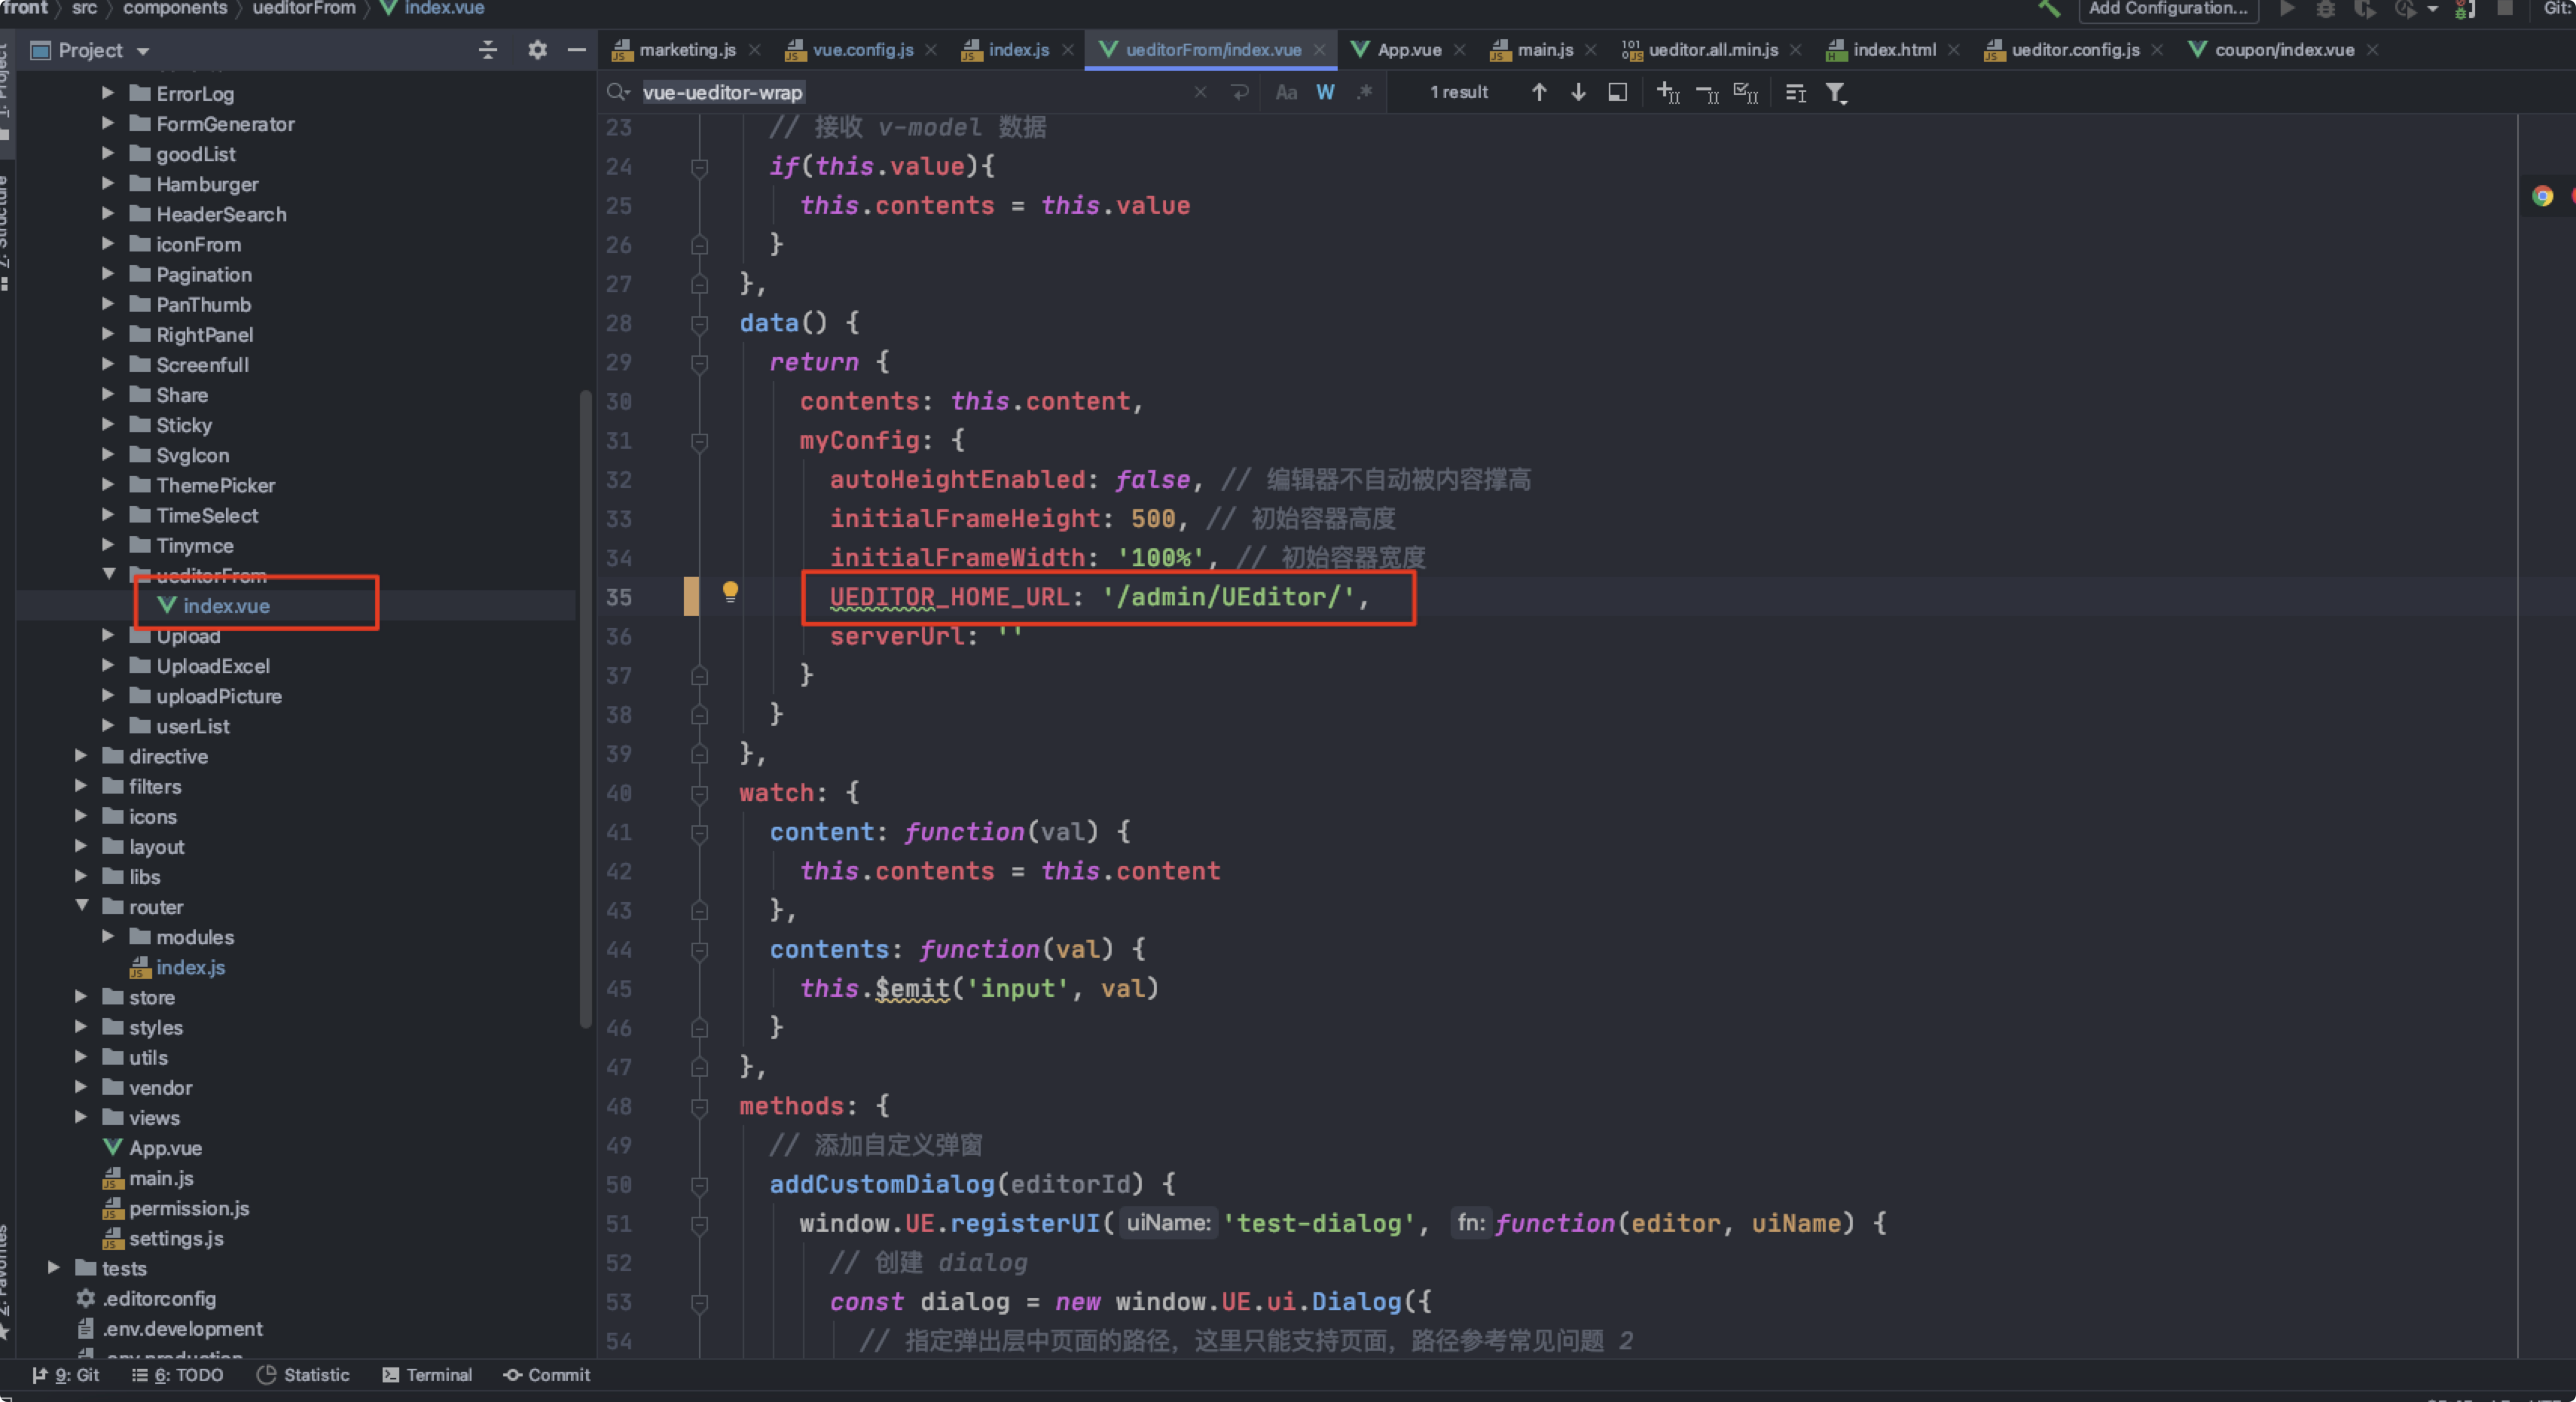 front 〉 src 〉 components 〉 ueditorFrom 〉 index.vue
Add Configuration... Git:
Project
marketing.js vue.config.js index.js ueditorFrom/index.vue App.vue main.js ueditor.all.min.js index.html ueditor.config.js coupon/index.vue
vue-ueditor-wrap Aa W .* 1 result
1: Project
2: Structure
2: Favorites
ErrorLog
FormGenerator
goodList
Hamburger
HeaderSearch
iconFrom
Pagination
PanThumb
RightPanel
Screenfull
Share
Sticky
SvgIcon
ThemePicker
TimeSelect
Tinymce
ueditorFrom
index.vue
Upload
UploadExcel
uploadPicture
userList
directive
filters
icons
layout
libs
router
modules
index.js
store
styles
utils
vendor
views
App.vue
main.js
permission.js
settings.js
tests
.editorconfig
.env.development
.env.production
23 // 接收 v-model 数据
24 if(this.value){
25 this.contents = this.value
26 }
27 },
28 data() {
29 return {
30 contents: this.content,
31 myConfig: {
32 autoHeightEnabled: false, // 编辑器不自动被内容撑高
33 initialFrameHeight: 500, // 初始容器高度
34 initialFrameWidth: '100%', // 初始容器宽度
35 UEDITOR_HOME_URL: '/admin/UEditor/',
36 serverUrl: ''
37 }
38 }
39 },
40 watch: {
41 content: function(val) {
42 this.contents = this.content
43 },
44 contents: function(val) {
45 this.$emit('input', val)
46 }
47 },
48 methods: {
49 // 添加自定义弹窗
50 addCustomDialog(editorId) {
51 window.UE.registerUI( uiName: 'test-dialog', fn: function(editor, uiName) {
52 // 创建 dialog
53 const dialog = new window.UE.ui.Dialog({
54 // 指定弹出层中页面的路径，这里只能支持页面，路径参考常见问题 2
9: Git 6: TODO Statistic Terminal Commit